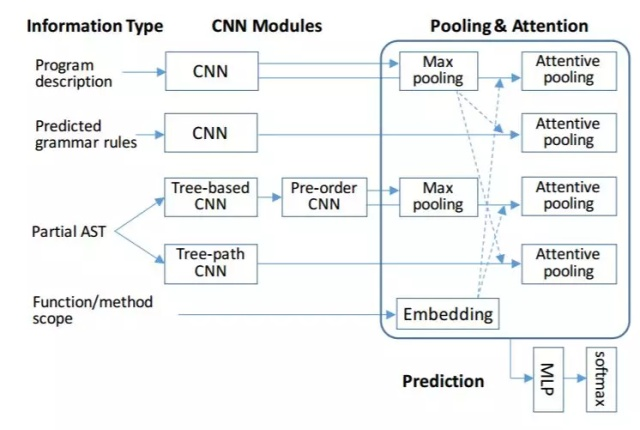 Information Type
CNN Modules
Pooling & Attention
Program
description
CNN
Max
pooling
Attentive
pooling
Predicted
grammar rules
CNN
Attentive
pooling
Partial AST
Tree-based
CNN
Pre-order
CNN
Max
pooling
Attentive
pooling
Tree-path
CNN
Attentive
pooling
Function/method
scope
Embedding
Prediction
MLP
softmax